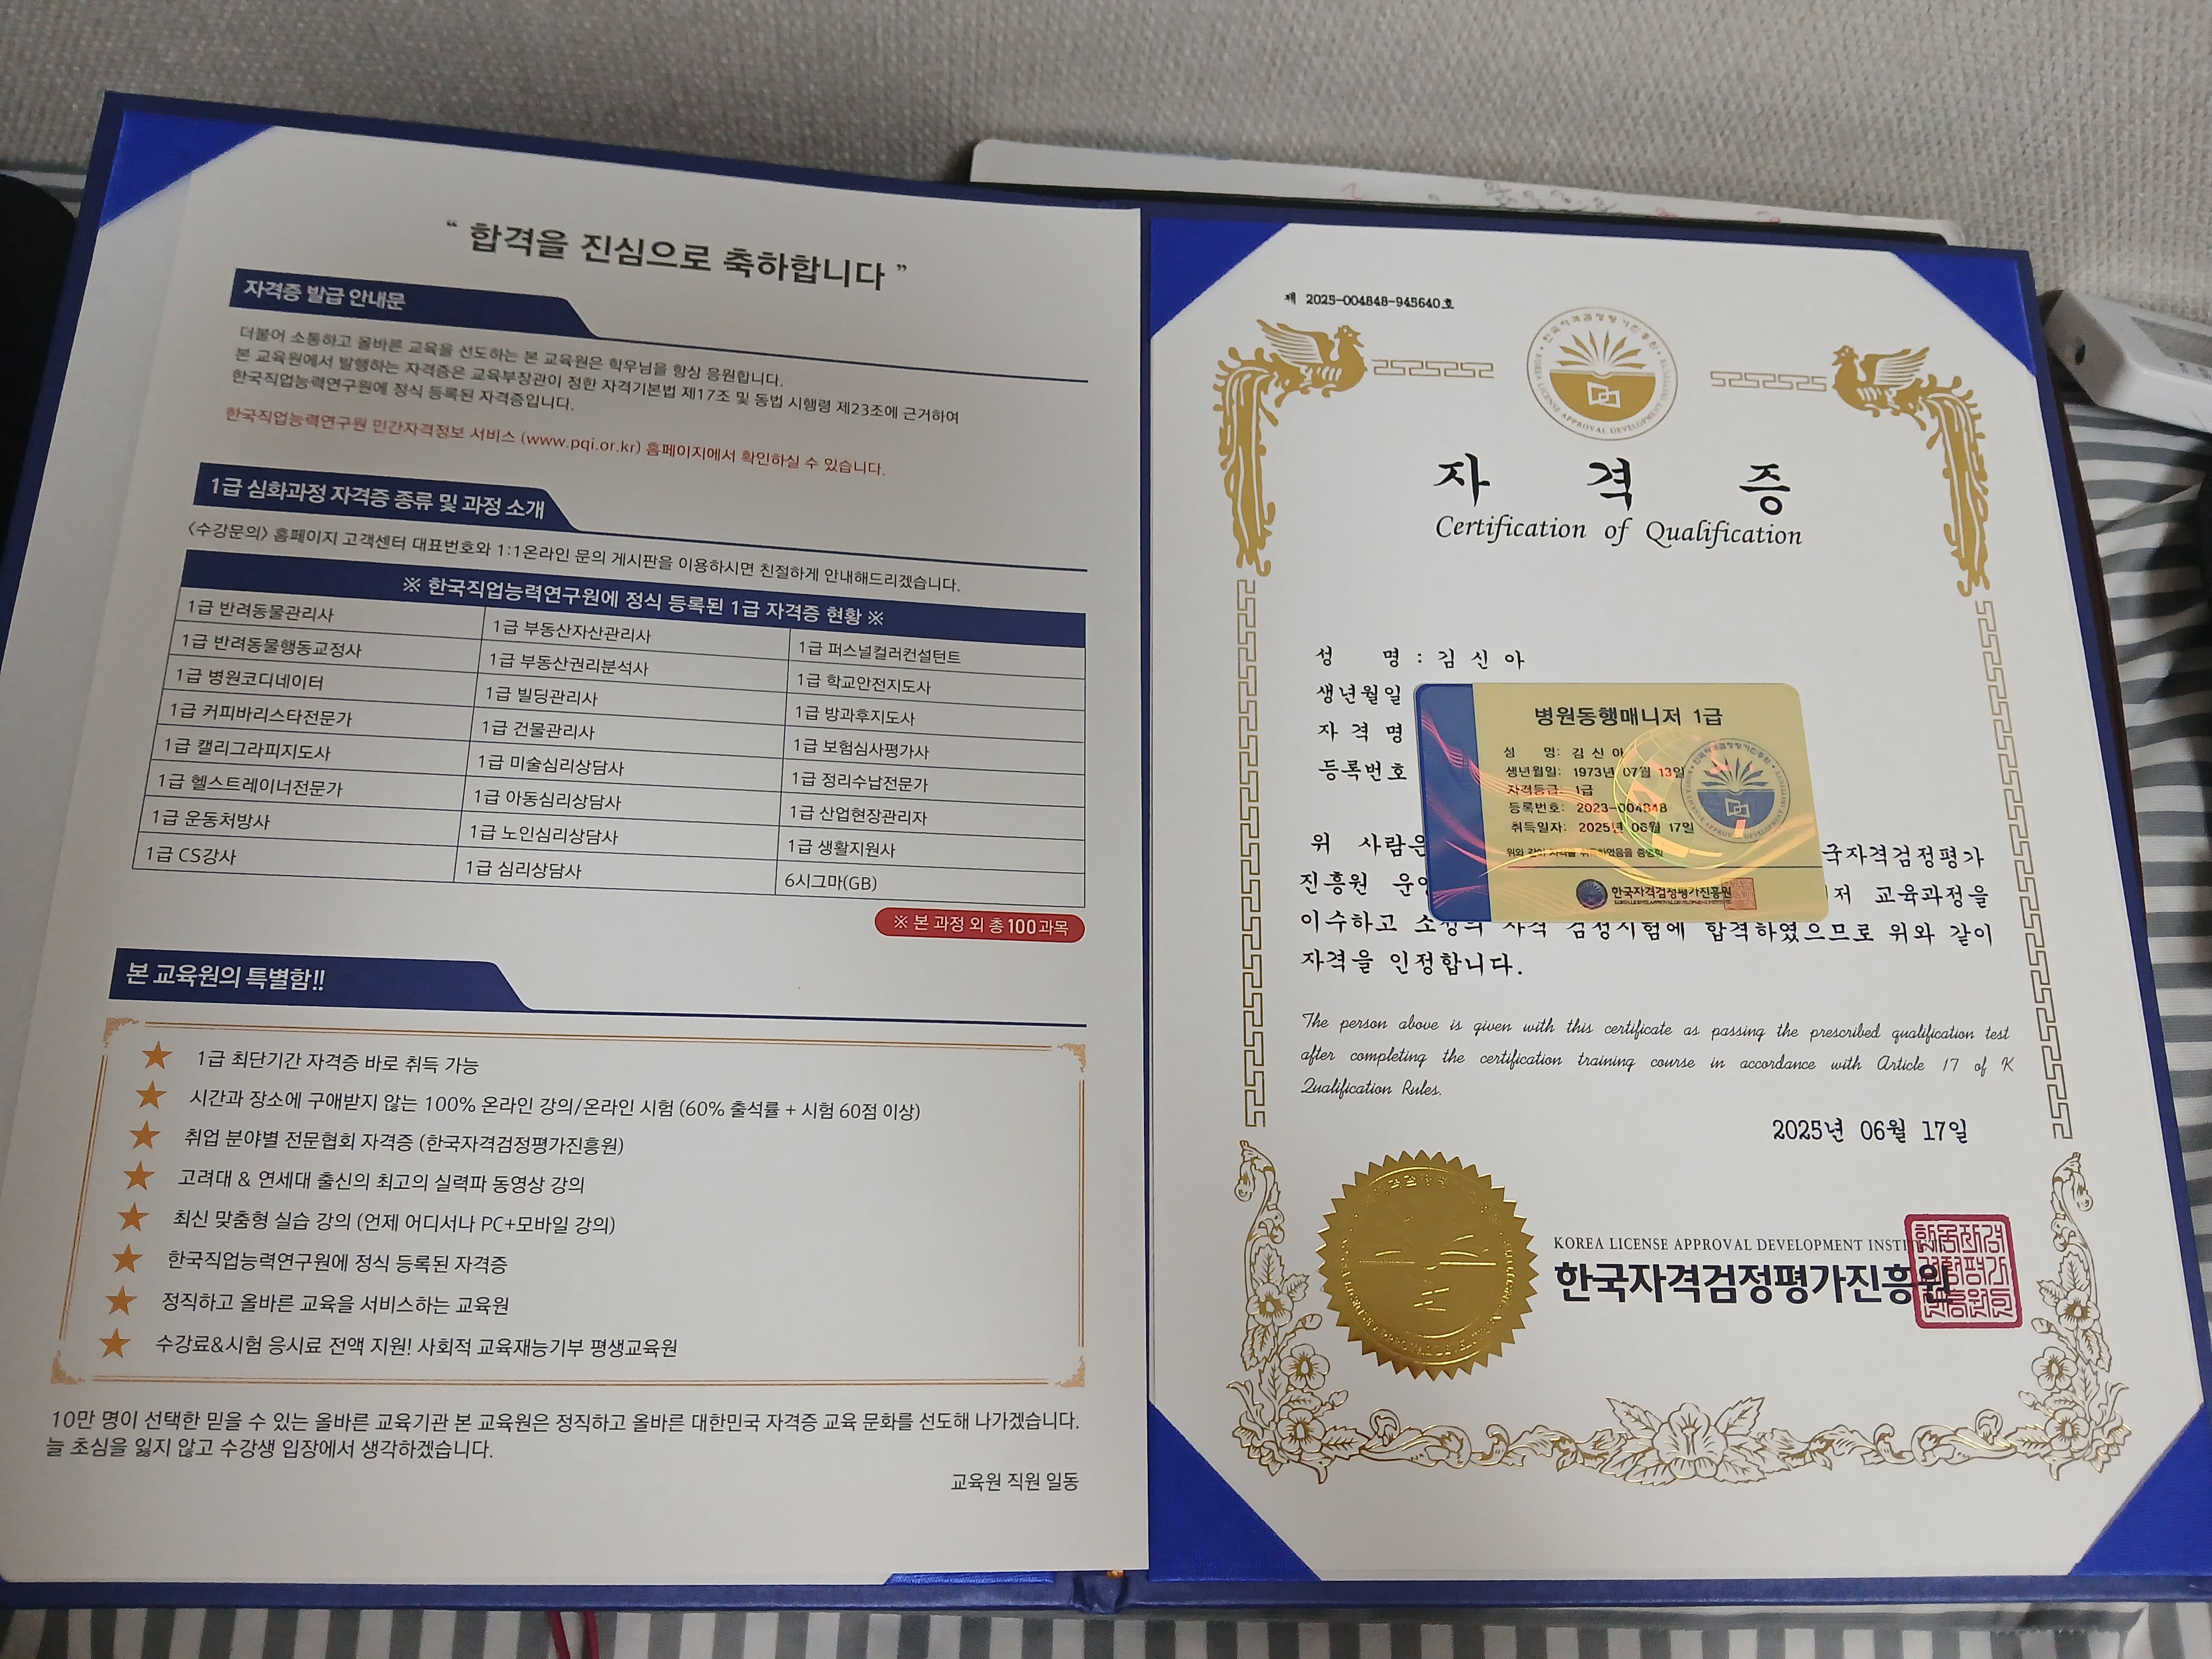 “ 합격을 진심으로 축하합니다 ”
자격증 발급 안내문
더불어 소통하고 올바른 교육을 선도하는 본 교육원은 학우님을 항상 응원합니다.
본 교육원에서 발행하는 자격증은 교육부장관이 정한 자격기본법 제17조 및 동법 시행령 제23조에 근거하여
한국직업능력연구원에 정식 등록된 자격증입니다.
한국직업능력연구원 민간자격정보 서비스 (www.pqi.or.kr) 홈페이지에서 확인하실 수 있습니다.
1급 심화과정 자격증 종류 및 과정 소개
<수강문의> 홈페이지 고객센터 대표번호와 1:1온라인 문의 게시판을 이용하시면 친절하게 안내해드리겠습니다.
※ 한국직업능력연구원에 정식 등록된 1급 자격증 현황 ※
1급 반려동물관리사 1급 부동산자산관리사 1급 퍼스널컬러컨설턴트
1급 반려동물행동교정사 1급 부동산권리분석사 1급 학교안전지도사
1급 병원코디네이터 1급 빌딩관리사 1급 방과후지도사
1급 커피바리스타전문가 1급 건물관리사 1급 보험심사평가사
1급 캘리그라피지도사 1급 미술심리상담사 1급 정리수납전문가
1급 헬스트레이너전문가 1급 아동심리상담사 1급 산업현장관리자
1급 운동처방사 1급 노인심리상담사 1급 생활지원사
1급 CS강사 1급 심리상담사 6시그마(GB)
※ 본 과정 외 총 100과목
본 교육원의 특별함!!
★ 1급 최단기간 자격증 바로 취득 가능
★ 시간과 장소에 구애받지 않는 100% 온라인 강의/온라인 시험 (60% 출석률 + 시험 60점 이상)
★ 취업 분야별 전문협회 자격증 (한국자격검정평가진흥원)
★ 고려대 & 연세대 출신의 최고의 실력파 동영상 강의
★ 최신 맞춤형 실습 강의 (언제 어디서나 PC+모바일 강의)
★ 한국직업능력연구원에 정식 등록된 자격증
★ 정직하고 올바른 교육을 서비스하는 교육원
★ 수강료&시험 응시료 전액 지원! 사회적 교육재능기부 평생교육원
10만 명이 선택한 믿을 수 있는 올바른 교육기관 본 교육원은 정직하고 올바른 대한민국 자격증 교육 문화를 선도해 나가겠습니다.
늘 초심을 잃지 않고 수강생 입장에서 생각하겠습니다.
교육원 직원 일동
제 2025-004848-945640호
자 격 증
Certification of Qualification
성 명 : 김 신 아
생년월일
자 격 명
등록번호
병원동행매니저 1급
성 명: 김 신 아
생년월일: 1973년 07월 13일
자격등급: 1급
등록번호: 2023-004848
취득일자: 2025년 06월 17일
위와 같이 자격을 취득하였음을 증명함
한국자격검정평가진흥원
위 사람은 국자격검정평가
진흥원 저 교육과정을
이수하고 소정의 자격 검정시험에 합격하였으므로 위와 같이
자격을 인정합니다.
The person above is given with this certificate as passing the prescribed qualification test
after completing the certification training course in accordance with Article 17 of K
Qualification Rules.
2025년 06월 17일
KOREA LICENSE APPROVAL DEVELOPMENT
한국자격검정평가진흥원